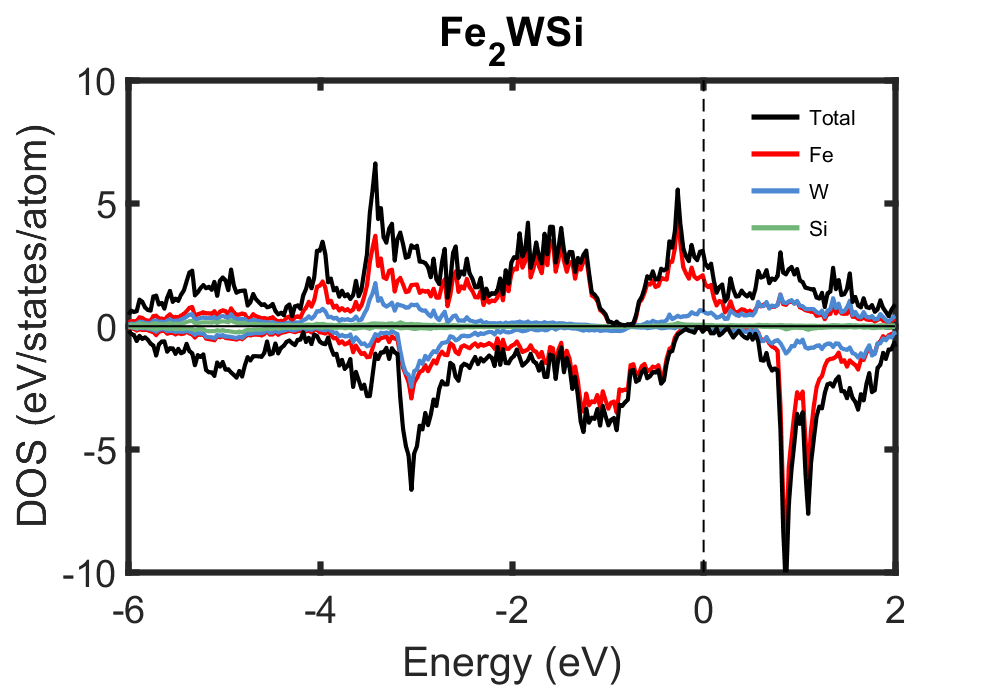 Fe₂WSi
DOS (eV/states/atom)
10
5
0
-5
-10
Total
Fe
W
Si
-6
-4
-2
0
2
Energy (eV)